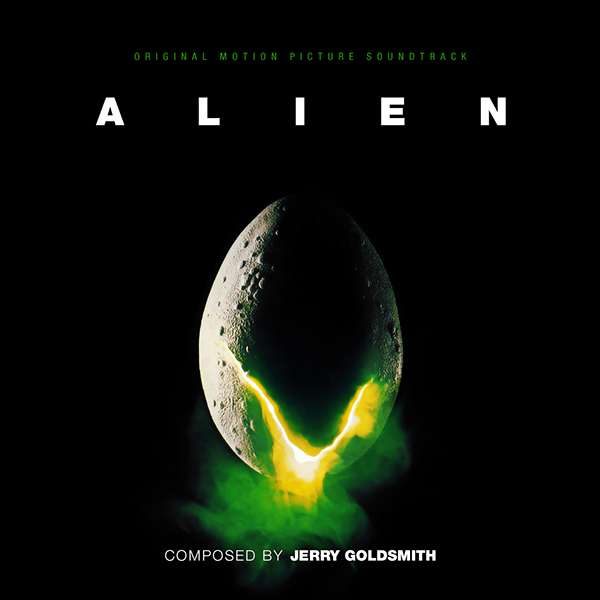 ORIGINAL MOTION PICTURE SOUNDTRACK
ALIEN
COMPOSED BY JERRY GOLDSMITH